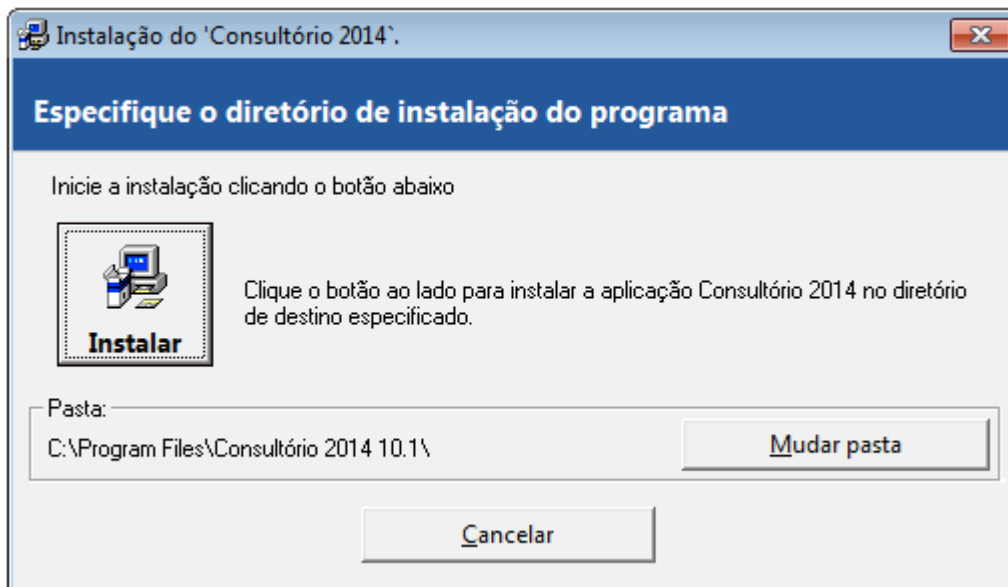 Instalação do 'Consultório 2014`.
Especifique o diretório de instalação do programa
Inicie a instalação clicando o botão abaixo
Instalar
Clique o botão ao lado para instalar a aplicação Consultório 2014 no diretório
de destino especificado.
Pasta:
C:\Program Files\Consultório 2014 10.1\
Mudar pasta
Cancelar